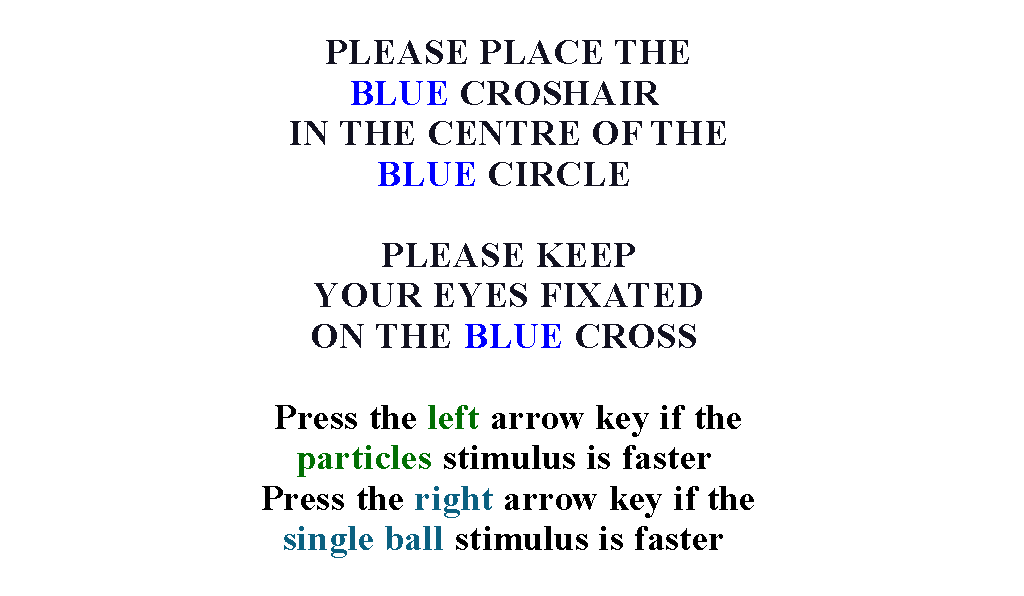 PLEASE PLACE THE
BLUE CROSHAIR
IN THE CENTRE OF THE
BLUE CIRCLE
PLEASE KEEP
YOUR EYES FIXATED
ON THE BLUE CROSS
Press the left arrow key if the
particles stimulus is faster
Press the right arrow key if the
single ball stimulus is faster